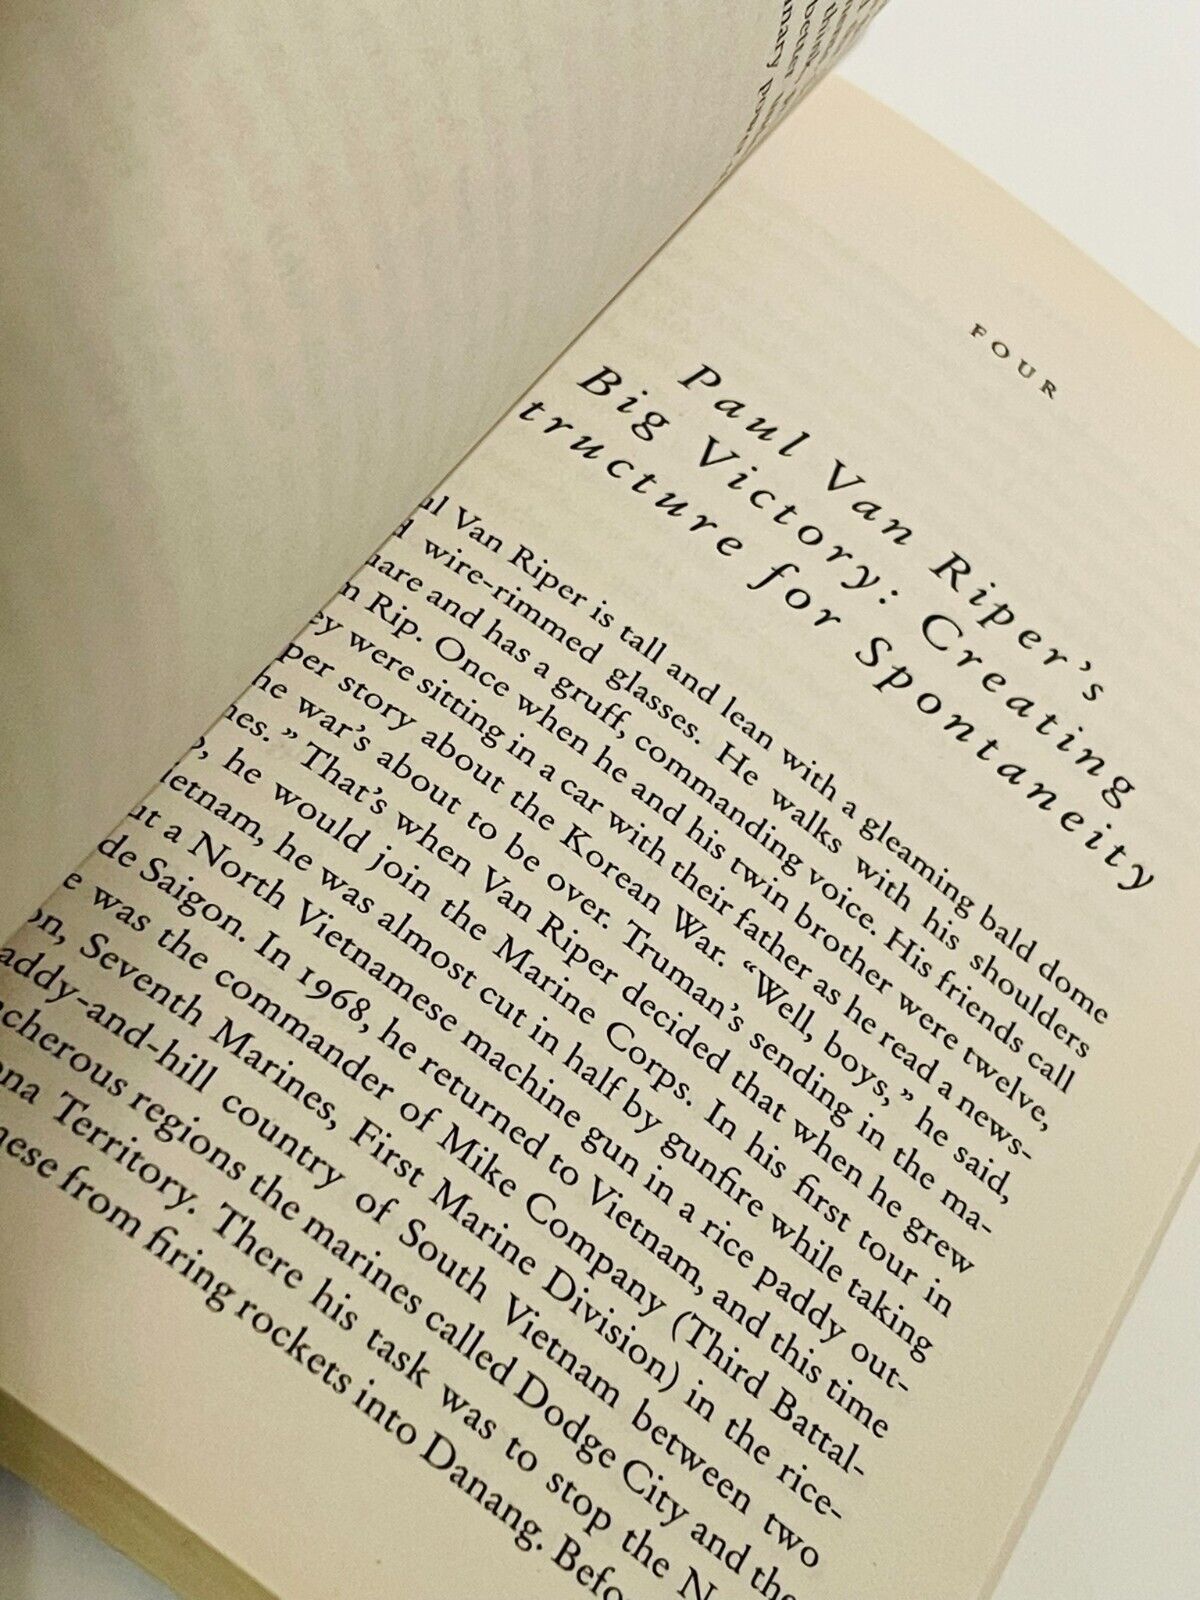 FOUR
Paul Van Riper's
Big Victory: Creating
tructure for Spontaneity
ul Van Riper is tall and lean with a gleaming bald dome
d wire-rimmed glasses. He walks with his shoulders
uare and has a gruff, commanding voice. His friends call
m Rip. Once when he and his twin brother were twelve,
ey were sitting in a car with their father as he read a news-
per story about the Korean War. “Well, boys,” he said,
he war’s about to be over. Truman’s sending in the ma-
nes.” That’s when Van Riper decided that when he grew
, he would join the Marine Corps. In his first tour in
ietnam, he was almost cut in half by gunfire while taking
ut a North Vietnamese machine gun in a rice paddy out-
de Saigon. In 1968, he returned to Vietnam, and this time
e was the commander of Mike Company (Third Battal-
on, Seventh Marines, First Marine Division) in the rice-
addy-and-hill country of South Vietnam between two
cherous regions the marines called Dodge City and the
ona Territory. There his task was to stop the N
nese from firing rockets into Danang. Befo